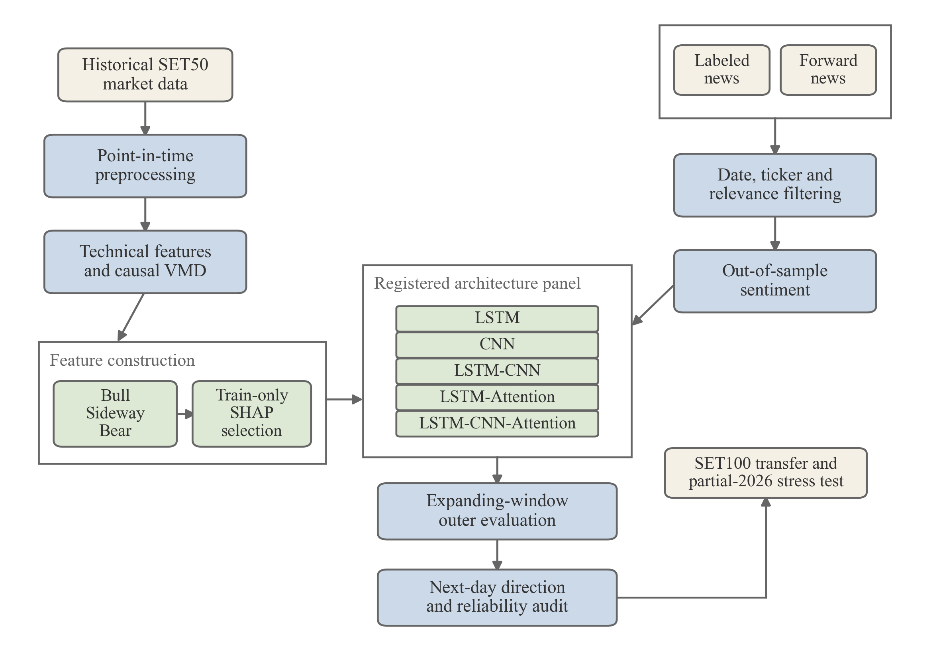 Historical SET50
market data
Point-in-time
preprocessing
Technical features
and causal VMD
Feature construction
Bull
Sideway
Bear
Train-only
SHAP
selection
Registered architecture panel
LSTM
CNN
LSTM-CNN
LSTM-Attention
LSTM-CNN-Attention
Labeled
news
Forward
news
Date, ticker and
relevance filtering
Out-of-sample
sentiment
Expanding-window
outer evaluation
Next-day direction
and reliability audit
SET100 transfer and
partial-2026 stress test